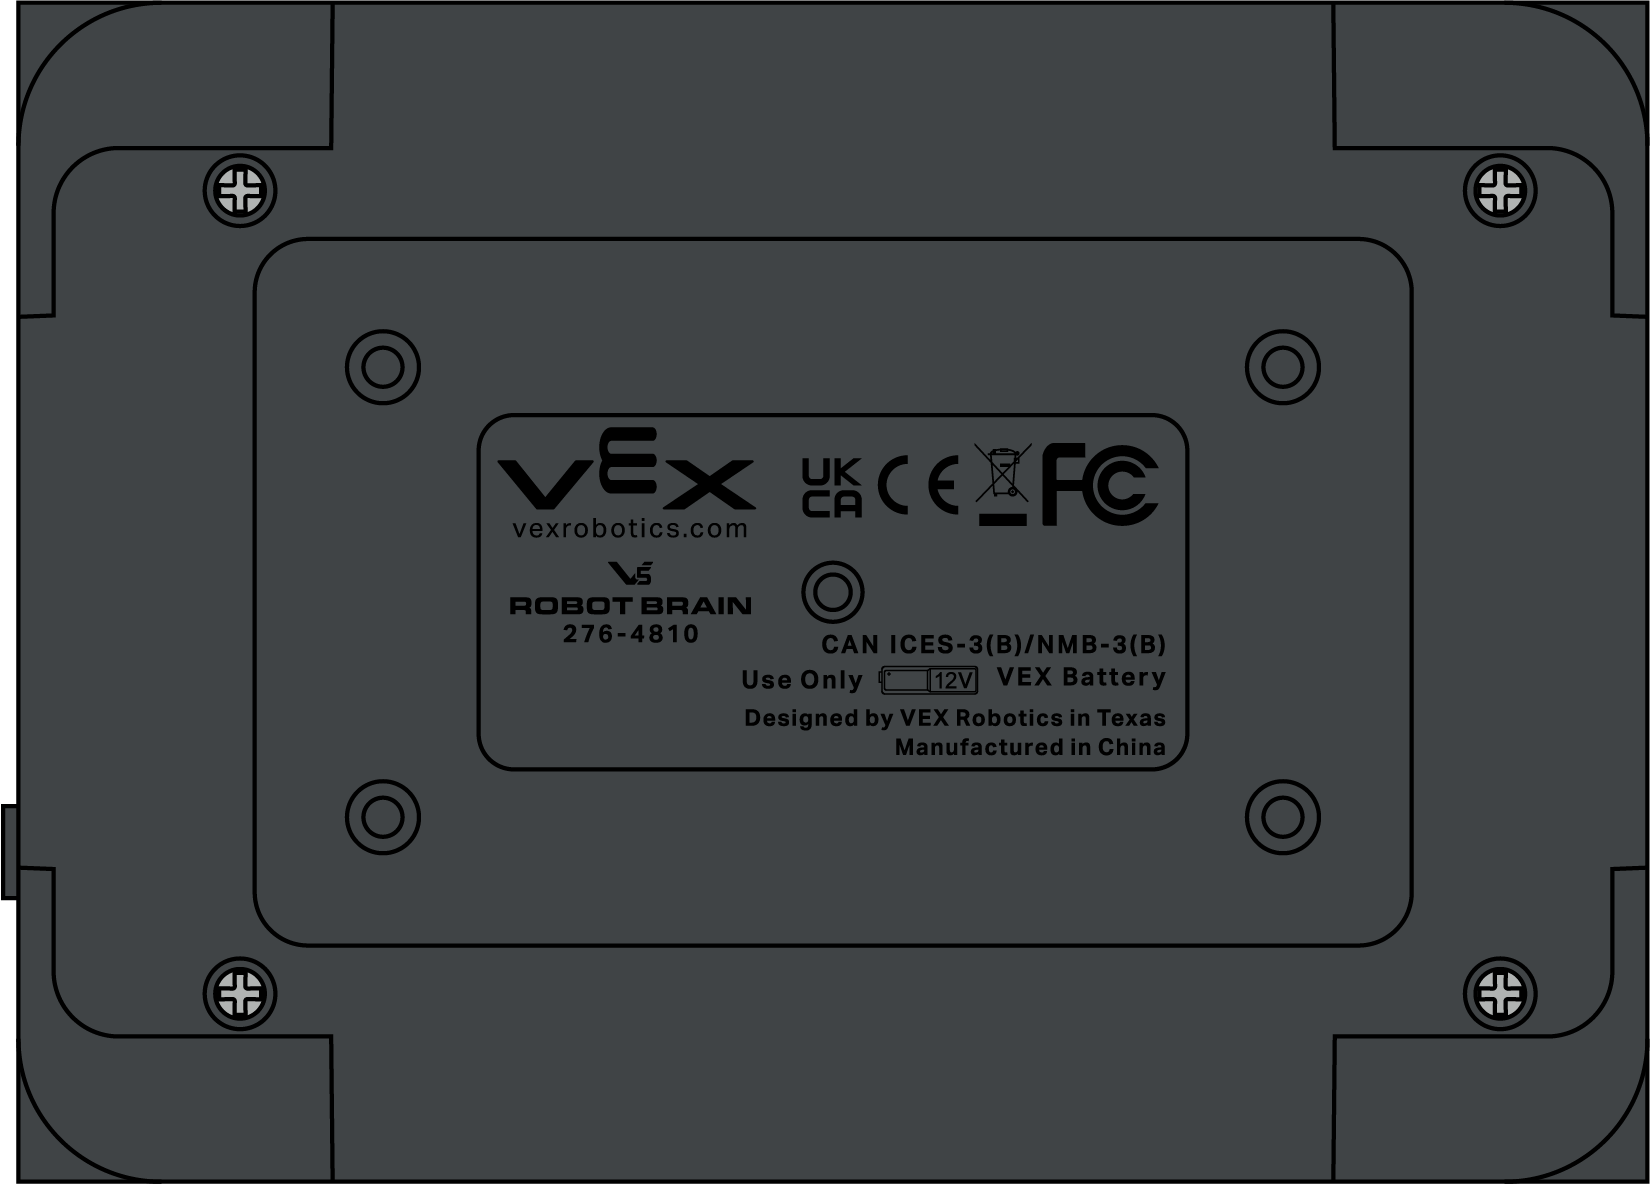 VEX
vexrobotics.com
V5
ROBOT BRAIN
276-4810
UK
CA
CE
FC
CAN ICES-3(B)/NMB-3(B)
Use Only 12V VEX Battery
Designed by VEX Robotics in Texas
Manufactured in China